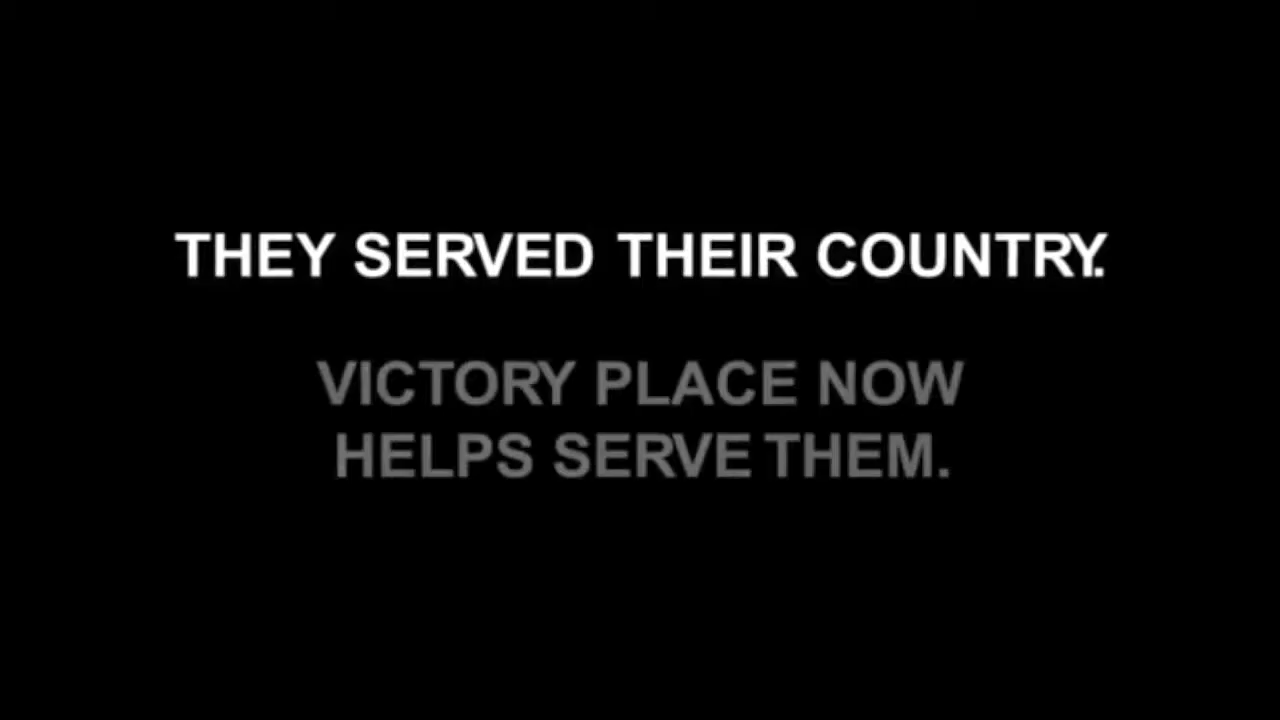 THEY SERVED THEIR COUNTRY.
VICTORY PLACE NOW
HELPS SERVE THEM.